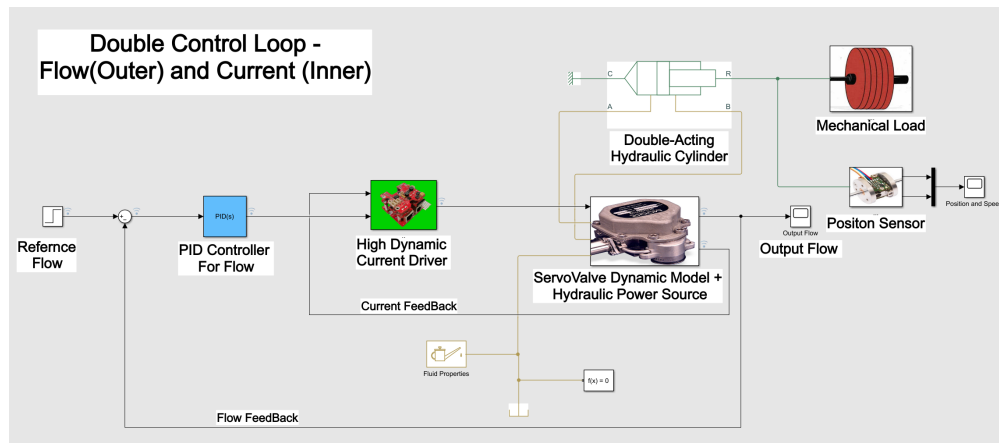 Double Control Loop -
Flow(Outer) and Current (Inner)
C
R
A
B
Double-Acting
Hydraulic Cylinder
Mechanical Load
PID(s)
Position and Spee
Positon Sensor
Refernce
Flow
PID Controller
For Flow
High Dynamic
Current Driver
Output Flow
Output Flow
ServoValve Dynamic Model +
Hydraulic Power Source
Current FeedBack
Fluid Properties
f(x) = 0
Flow FeedBack